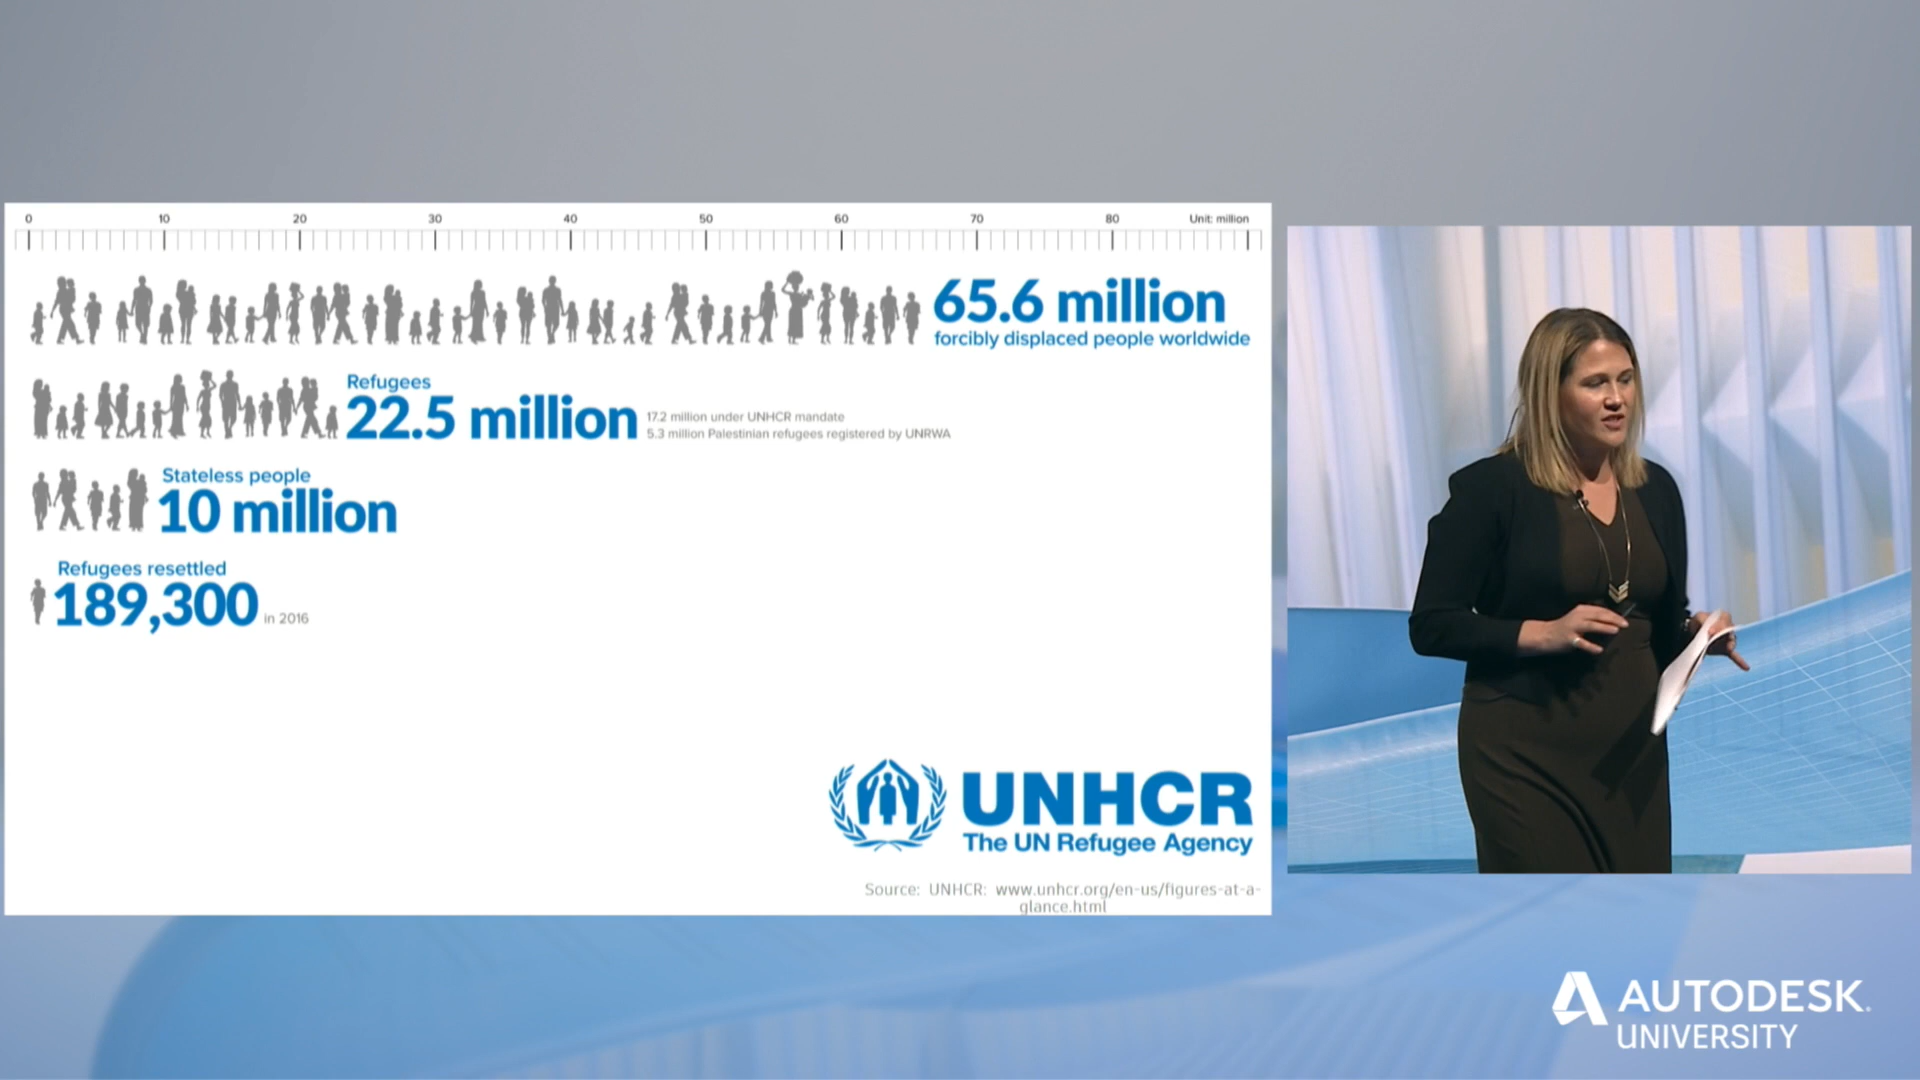 0 10 20 30 40 50 60 70 80 Unit: million
65.6 million
forcibly displaced people worldwide
Refugees
22.5 million
17.2 million under UNHCR mandate
5.3 million Palestinian refugees registered by UNRWA
Stateless people
10 million
Refugees resettled
189,300 in 2016
UNHCR
The UN Refugee Agency
Source: UNHCR: www.unhcr.org/en-us/figures-at-a-
glance.html
AUTODESK.
UNIVERSITY